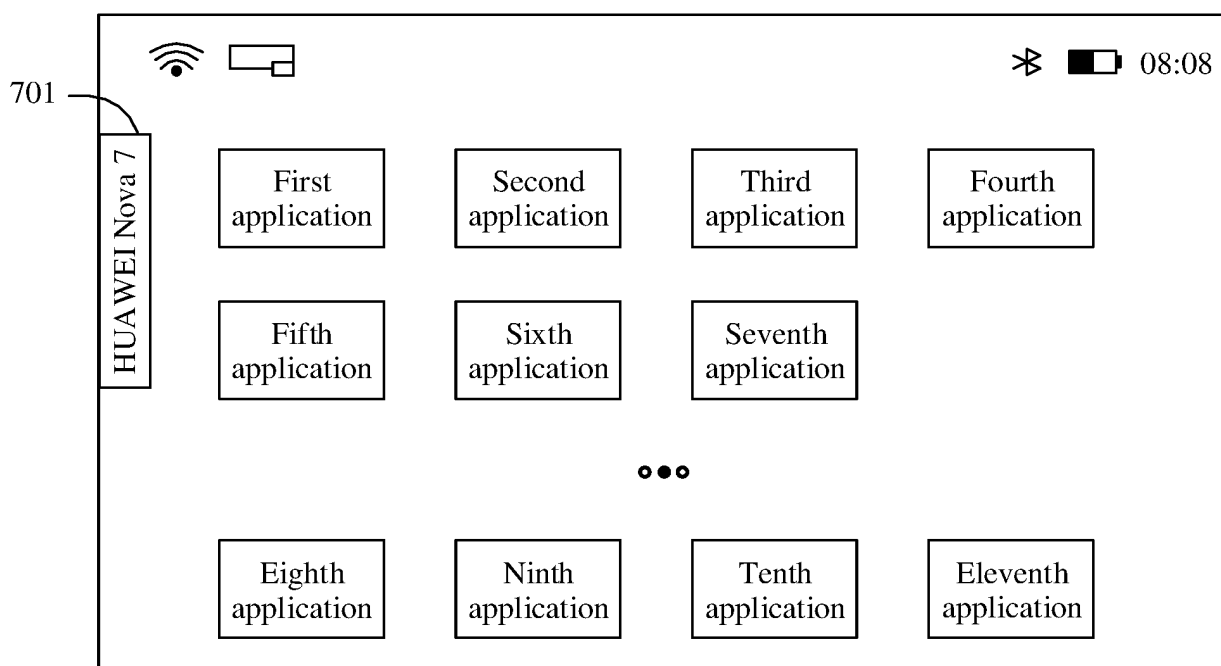 08:08
701
HUAWEI Nova 7
First
application
Second
application
Third
application
Fourth
application
Fifth
application
Sixth
application
Seventh
application
Eighth
application
Ninth
application
Tenth
application
Eleventh
application